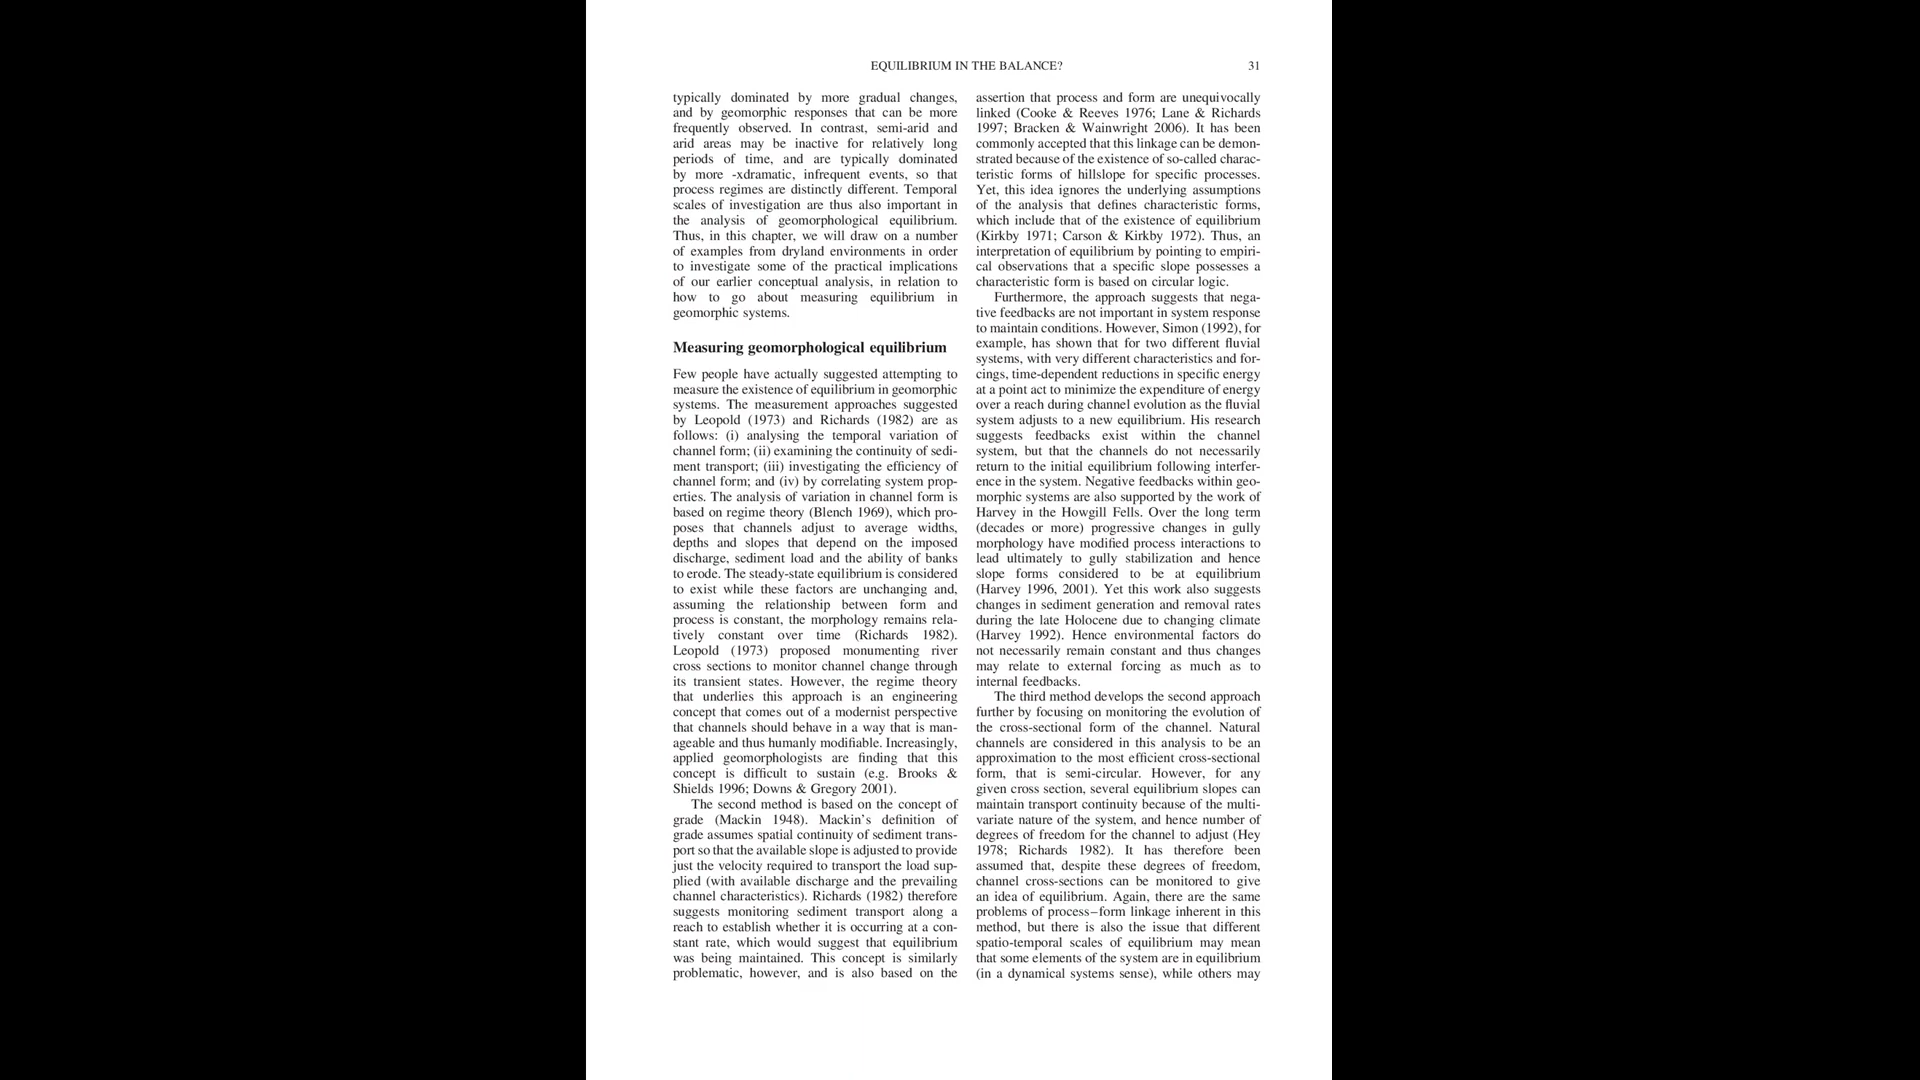 EQUILIBRIUM IN THE BALANCE?
31
typically dominated by more gradual changes,
and by geomorphic responses that can be more
frequently observed. In contrast, semi-arid and
arid areas may be inactive for relatively long
periods of time, and are typically dominated
by more -xdramatic, infrequent events, so that
process regimes are distinctly different. Temporal
scales of investigation are thus also important in
the analysis of geomorphological equilibrium.
Thus, in this chapter, we will draw on a number
of examples from dryland environments in order
to investigate some of the practical implications
of our earlier conceptual analysis, in relation to
how to go about measuring equilibrium in
geomorphic systems.
Measuring geomorphological equilibrium
Few people have actually suggested attempting to
measure the existence of equilibrium in geomorphic
systems. The measurement approaches suggested
by Leopold (1973) and Richards (1982) are as
follows: (i) analysing the temporal variation of
channel form; (ii) examining the continuity of sedi-
ment transport; (iii) investigating the efficiency of
channel form; and (iv) by correlating system prop-
erties. The analysis of variation in channel form is
based on regime theory (Blench 1969), which pro-
poses that channels adjust to average widths,
depths and slopes that depend on the imposed
discharge, sediment load and the ability of banks
to erode. The steady-state equilibrium is considered
to exist while these factors are unchanging and,
assuming the relationship between form and
process is constant, the morphology remains rela-
tively constant over time (Richards 1982).
Leopold (1973) proposed monumenting river
cross sections to monitor channel change through
its transient states. However, the regime theory
that underlies this approach is an engineering
concept that comes out of a modernist perspective
that channels should behave in a way that is man-
ageable and thus humanly modifiable. Increasingly,
applied geomorphologists are finding that this
concept is difficult to sustain (e.g. Brooks &
Shields 1996; Downs & Gregory 2001).
The second method is based on the concept of
grade (Mackin 1948). Mackin's definition of
grade assumes spatial continuity of sediment trans-
port so that the available slope is adjusted to provide
just the velocity required to transport the load sup-
plied (with available discharge and the prevailing
channel characteristics). Richards (1982) therefore
suggests monitoring sediment transport along a
reach to establish whether it is occurring at a con-
stant rate, which would suggest that equilibrium
was being maintained. This concept is similarly
problematic, however, and is also based on the
assertion that process and form are unequivocally
linked (Cooke & Reeves 1976; Lane & Richards
1997; Bracken & Wainwright 2006). It has been
commonly accepted that this linkage can be demon-
strated because of the existence of so-called charac-
teristic forms of hillslope for specific processes.
Yet, this idea ignores the underlying assumptions
of the analysis that defines characteristic forms,
which include that of the existence of equilibrium
(Kirkby 1971; Carson & Kirkby 1972). Thus, an
interpretation of equilibrium by pointing to empiri-
cal observations that a specific slope possesses a
characteristic form is based on circular logic.
Furthermore, the approach suggests that nega-
tive feedbacks are not important in system response
to maintain conditions. However, Simon (1992), for
example, has shown that for two different fluvial
systems, with very different characteristics and for-
cings, time-dependent reductions in specific energy
at a point act to minimize the expenditure of energy
over a reach during channel evolution as the fluvial
system adjusts to a new equilibrium. His research
suggests feedbacks exist within the channel
system, but that the channels do not necessarily
return to the initial equilibrium following interfer-
ence in the system. Negative feedbacks within geo-
morphic systems are also supported by the work of
Harvey in the Howgill Fells. Over the long term
(decades or more) progressive changes in gully
morphology have modified process interactions to
lead ultimately to gully stabilization and hence
slope forms considered to be at equilibrium
(Harvey 1996, 2001). Yet this work also suggests
changes in sediment generation and removal rates
during the late Holocene due to changing climate
(Harvey 1992). Hence environmental factors do
not necessarily remain constant and thus changes
may relate to external forcing as much as to
internal feedbacks.
The third method develops the second approach
further by focusing on monitoring the evolution of
the cross-sectional form of the channel. Natural
channels are considered in this analysis to be an
approximation to the most efficient cross-sectional
form, that is semi-circular. However, for any
given cross section, several equilibrium slopes can
maintain transport continuity because of the multi-
variate nature of the system, and hence number of
degrees of freedom for the channel to adjust (Hey
1978; Richards 1982). It has therefore been
assumed that, despite these degrees of freedom,
channel cross-sections can be monitored to give
an idea of equilibrium. Again, there are the same
problems of process–form linkage inherent in this
method, but there is also the issue that different
spatio-temporal scales of equilibrium may mean
that some elements of the system are in equilibrium
(in a dynamical systems sense), while others may